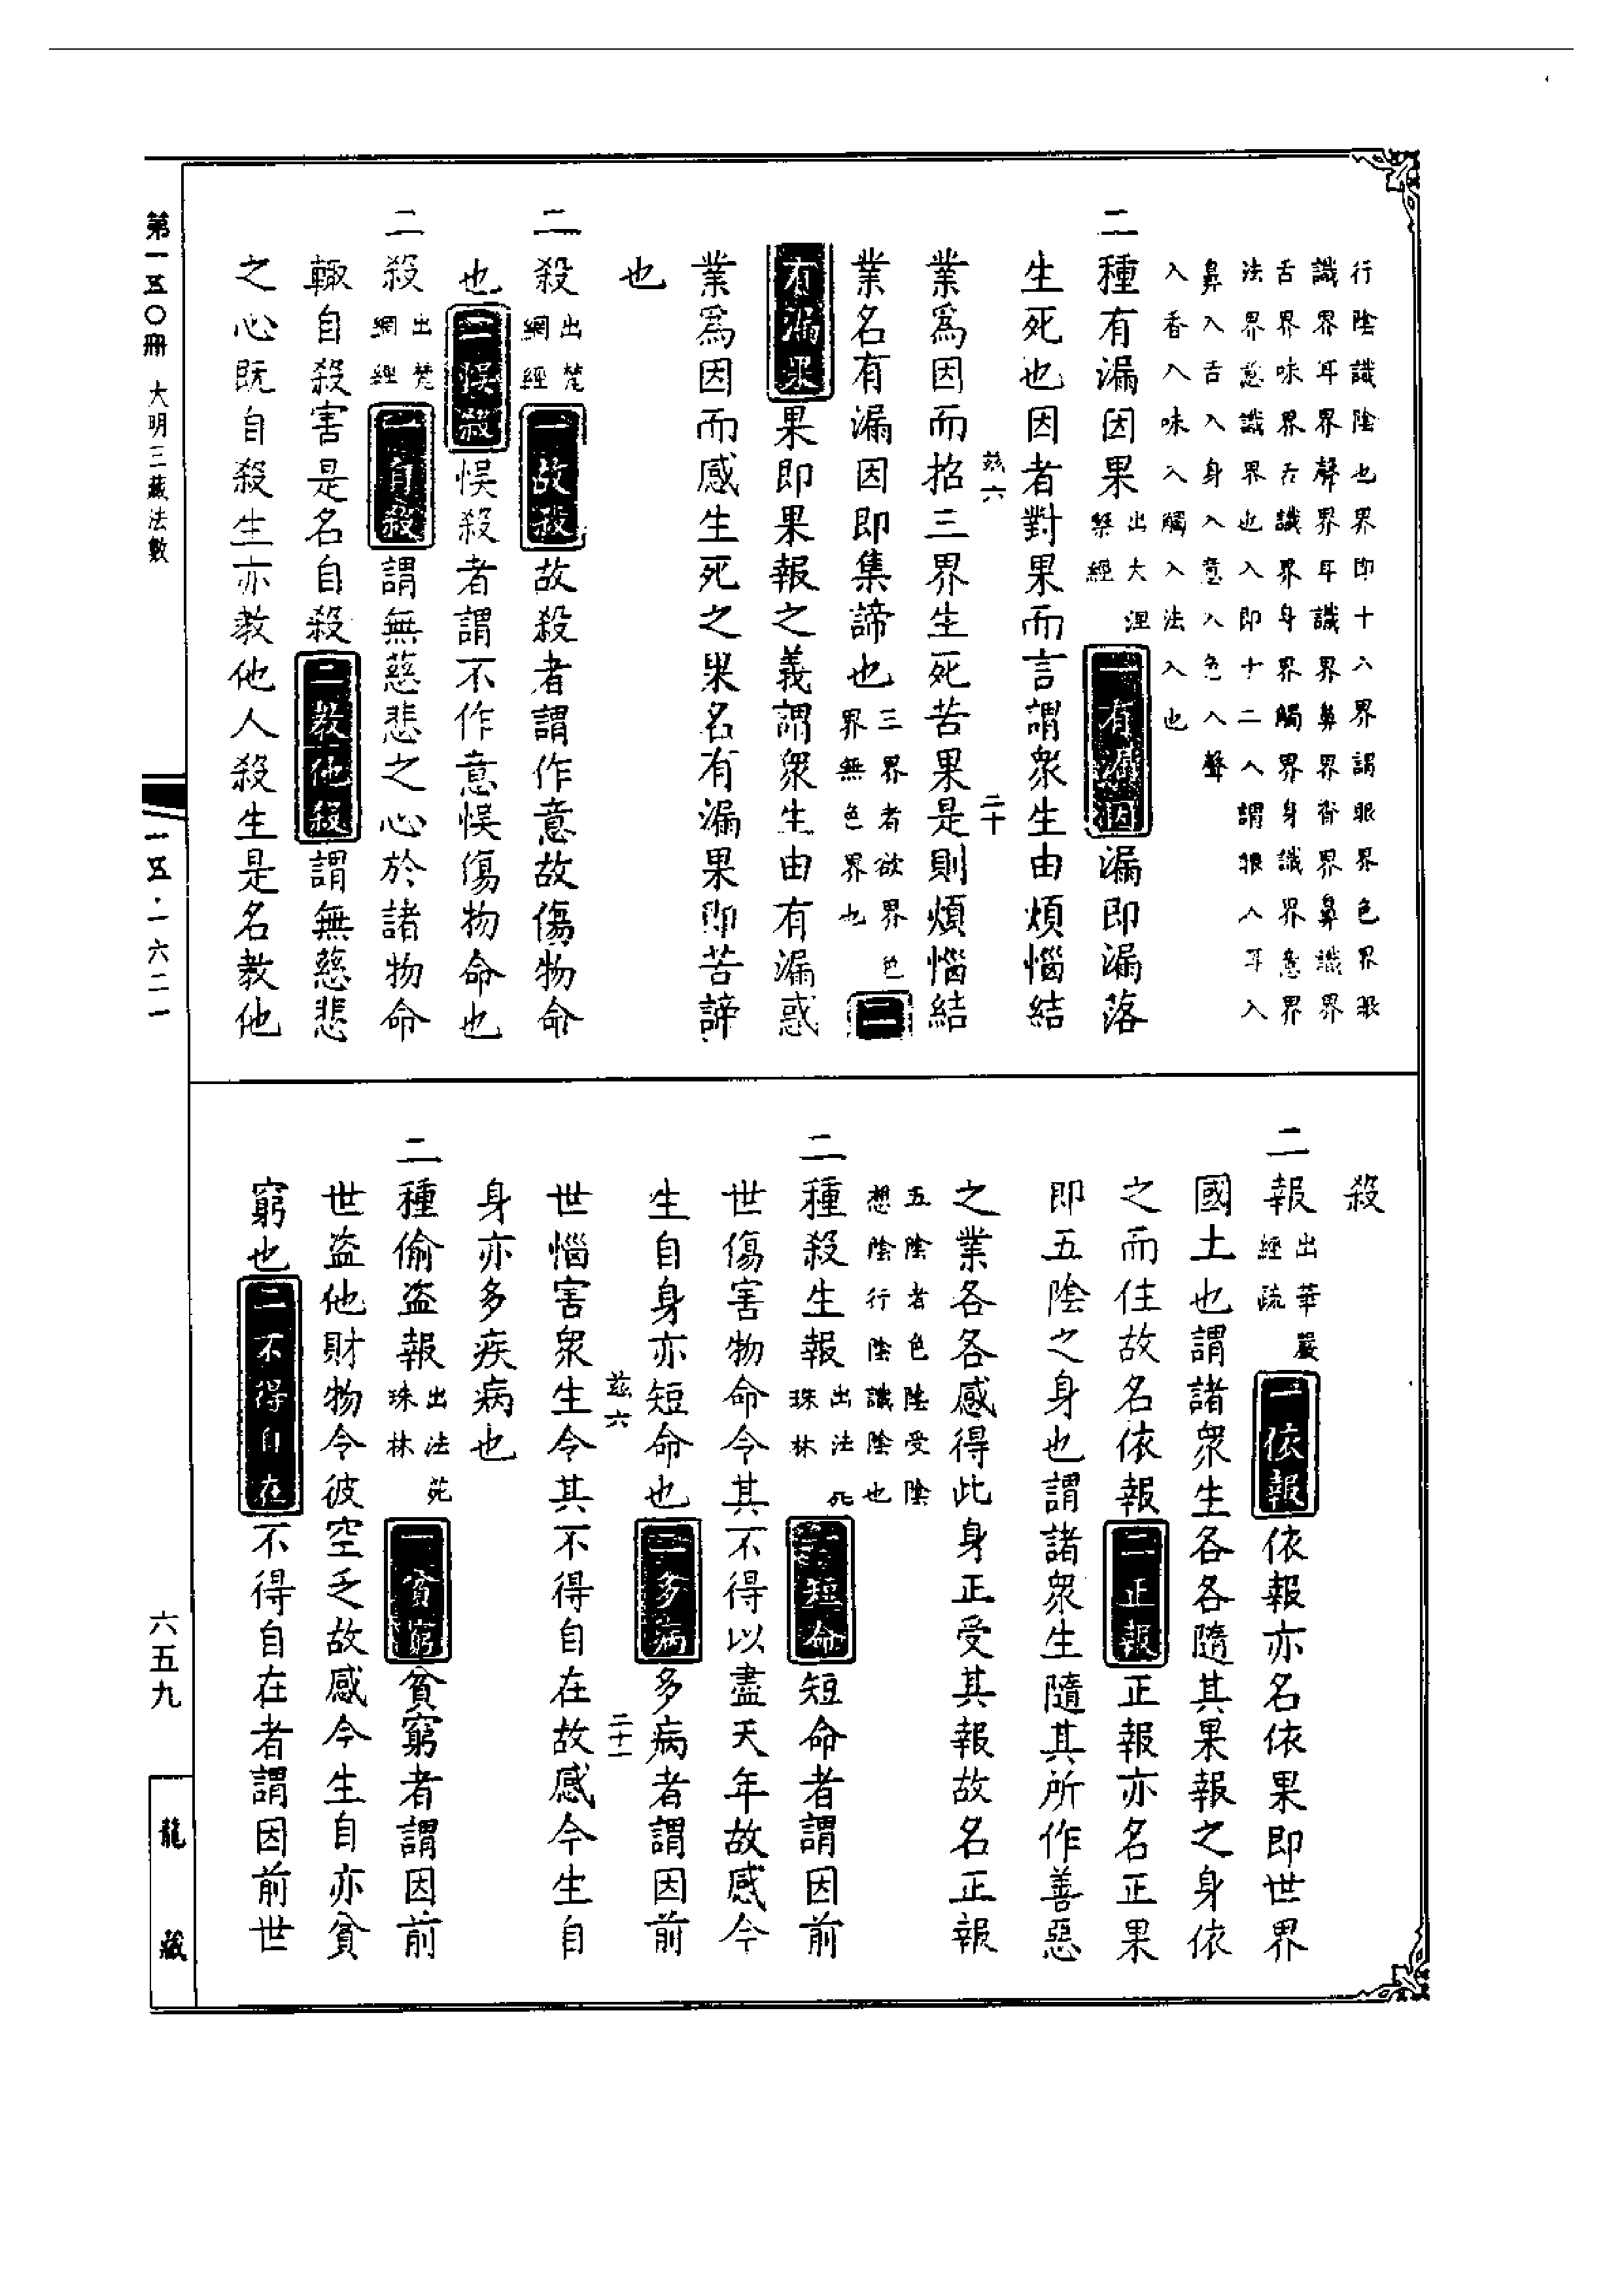 行陰識陰也界即十八界謂眼界色界眼
識界耳界聲界耳識界鼻界香界鼻識界
舌界味界舌識界身界觸界身識界意界
法界意識界也入即十二入謂眼入耳入
鼻入舌入身入意入色入聲
入香入味入觸入法入也
二種有漏因果出大涅槃經一有漏因漏即漏落
生死也因者對果而言謂眾生由煩惱結
茲六 二十
業爲因而招三界生死苦果是則煩惱結
業名有漏因即集諦也三界者欲界色界無色界也二
有漏果果即果報之義謂眾生由有漏惑
業爲因而感生死之果名有漏果即苦諦
也
二殺出梵網經一故殺故殺者謂作意故傷物命
也二悞殺悞殺者謂不作意悞傷物命也
二殺出梵網經一自殺謂無慈悲之心於諸物命
輒自殺害是名自殺二教他殺謂無慈悲
之心既自殺生亦教他人殺生是名教他
殺
二報出華嚴經疏一依報依報亦名依果即世界
國土也謂諸眾生各各隨其果報之身依
之而住故名依報二正報正報亦名正果
即五陰之身也謂諸眾生隨其所作善惡
之業各各感得此身正受其報故名正報
五陰者色陰受陰想陰行陰識陰也
二種殺生報出法苑珠林一短命短命者謂因前
世傷害物命令其不得以盡天年故感今
生自身亦短命也二多病多病者謂因前
茲六 二十一
世惱害眾生令其不得自在故感今生自
身亦多疾病也
二種偷盜報出法苑珠林一貧窮貧窮者謂因前
世盜他財物令彼空乏故感今生自亦貧
窮也二不得自在不得自在者謂因前世
第一五〇冊 大明三藏法數
一五·一六二一
六五九
龍藏